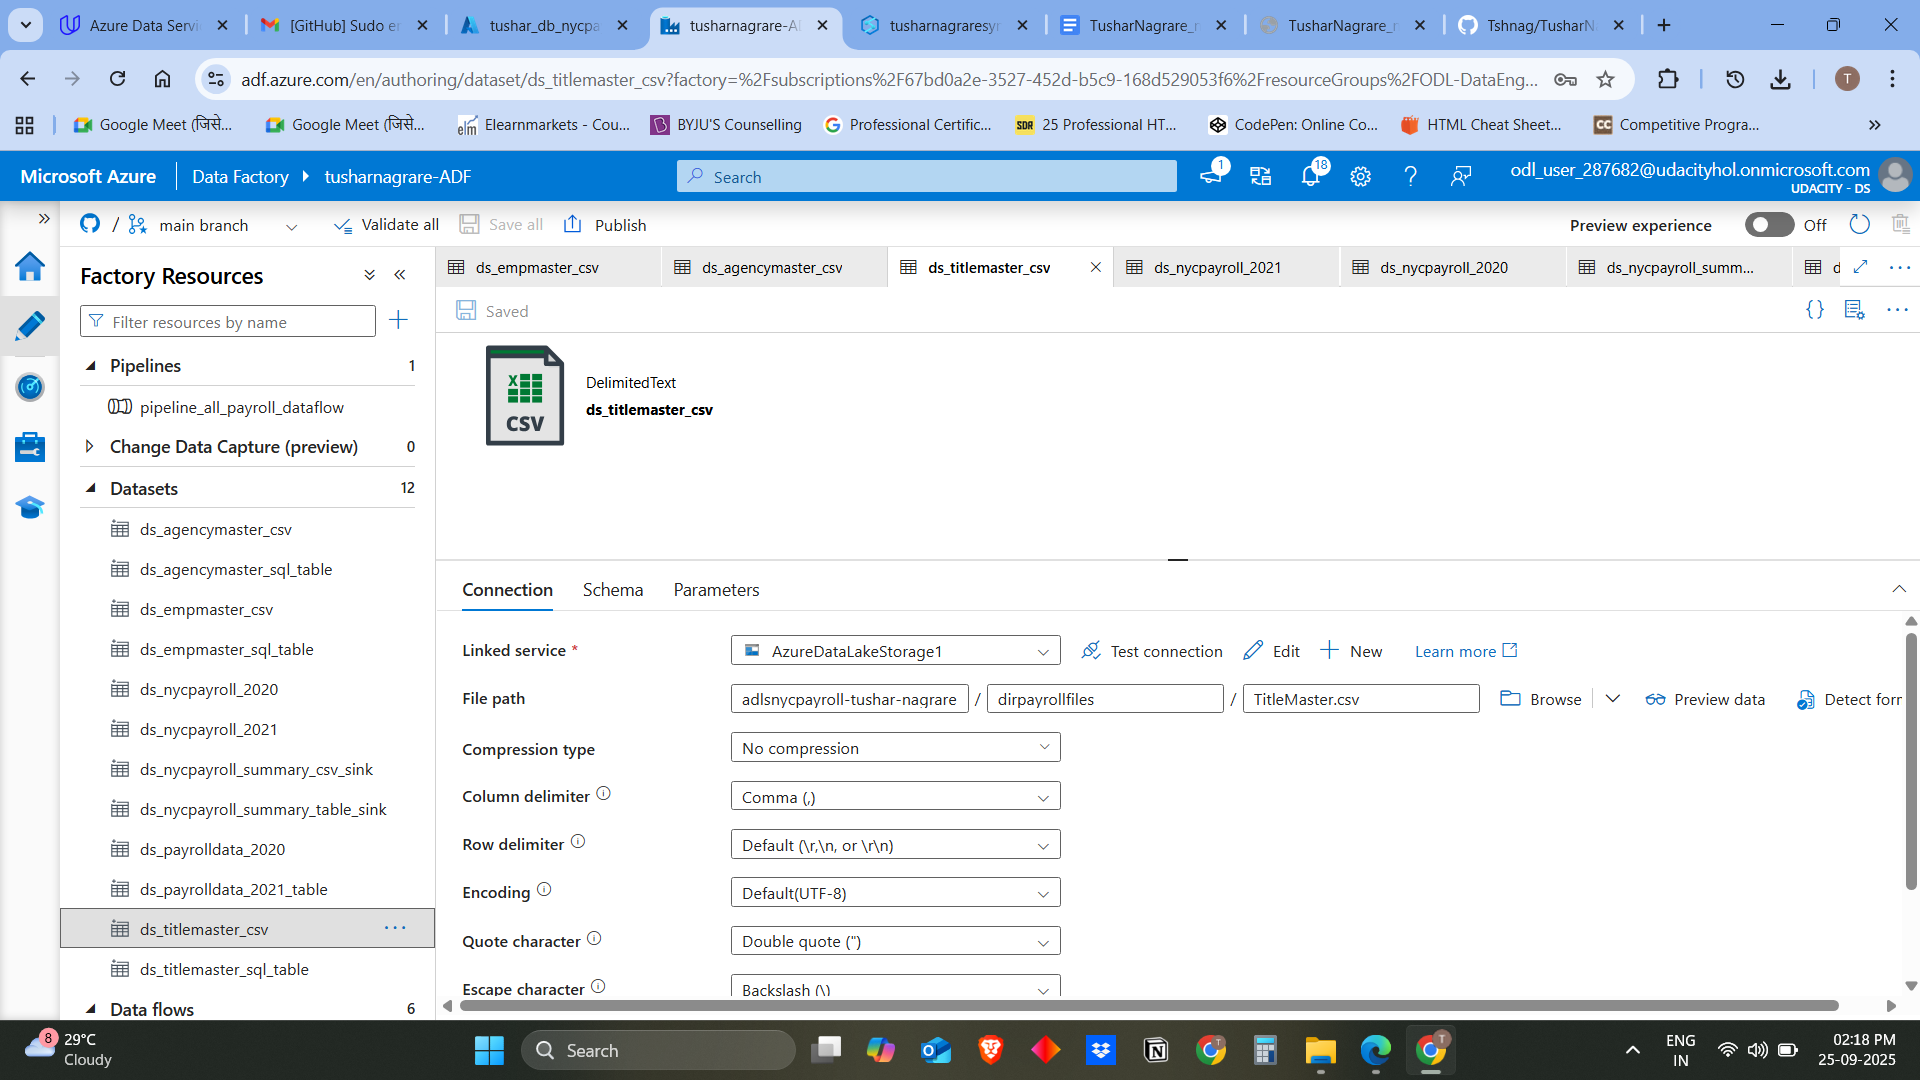 Azure Data Servi
[GitHub] Sudo er
tushar_db_nycpa
tusharnagrare-Al
tusharnagraresyr
TusharNagrare_r
TusharNagrare_r
Tshnag/TusharN
adf.azure.com/en/authoring/dataset/ds_titlemaster_csv?factory=%2Fsubscriptions%2F67bd0a2e-3527-452d-b5c9-168d529053f6%2FresourceGroups%2FODL-DataEng...
T
Google Meet (जिसे...
Google Meet (जिसे...
elm
Elearnmarkets - Cou...
BYJU'S Counselling
Professional Certific...
SDR
25 Professional HT...
CodePen: Online Co...
HTML Cheat Sheet...
CC
Competitive Progra...
Microsoft Azure
Data Factory
tusharnagrare-ADF
Search
1
18
odl_user_287682@udacityhol.onmicrosoft.com
UDACITY - DS
/
main branch
Validate all
Save all
Publish
Preview experience
Off
Factory Resources
Filter resources by name
Pipelines 1
pipeline_all_payroll_dataflow
Change Data Capture (preview) 0
Datasets 12
ds_agencymaster_csv
ds_agencymaster_sql_table
ds_empmaster_csv
ds_empmaster_sql_table
ds_nycpayroll_2020
ds_nycpayroll_2021
ds_nycpayroll_summary_csv_sink
ds_nycpayroll_summary_table_sink
ds_payrolldata_2020
ds_payrolldata_2021_table
ds_titlemaster_csv
ds_titlemaster_sql_table
Data flows 6
ds_empmaster_csv
ds_agencymaster_csv
ds_titlemaster_csv
ds_nycpayroll_2021
ds_nycpayroll_2020
ds_nycpayroll_summ...
d
Saved
{}
X
CSV
DelimitedText
ds_titlemaster_csv
Connection
Schema
Parameters
Linked service *
AzureDataLakeStorage1
Test connection
Edit
New
Learn more
File path
adlsnycpayroll-tushar-nagrare / dirpayrollfiles / TitleMaster.csv
Browse
Preview data
Detect forr
Compression type
No compression
Column delimiter
Comma (,)
Row delimiter
Default (\r,\n, or \r\n)
Encoding
Default(UTF-8)
Quote character
Double quote (")
Escape character
Backslash (\)
8
29°C
Cloudy
Search
ENG
IN
02:18 PM
25-09-2025